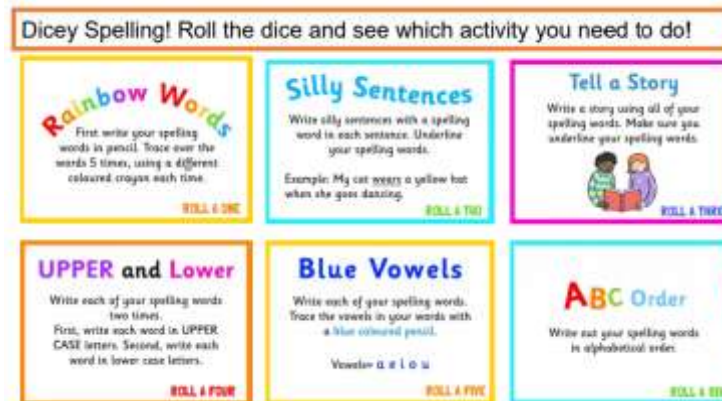 Dicey Spelling! Roll the dice and see which activity you need to do!
Rainbow Words
First write your spelling
words in pencil. Trace over the
words 5 times, using a different
coloured crayon each time.
ROLL A ONE
Silly Sentences
Write silly sentences with a spelling
word in each sentence. Underline
your spelling words.
Example: My cat wears a yellow hat
when she goes dancing.
ROLL A TWO
Tell a Story
Write a story using all of your
spelling words. Make sure you
underline your spelling words.
ROLL A THREE
UPPER and Lower
Write each of your spelling words
two times.
First, write each word in UPPER
CASE letters. Second, write each
word in lower case letters.
ROLL A FOUR
Blue Vowels
Write each of your spelling words.
Trace the vowels in your words with
a blue coloured pencil.
Vowels= a e i o u
ROLL A FIVE
ABC Order
Write out your spelling words
in alphabetical order.
ROLL A